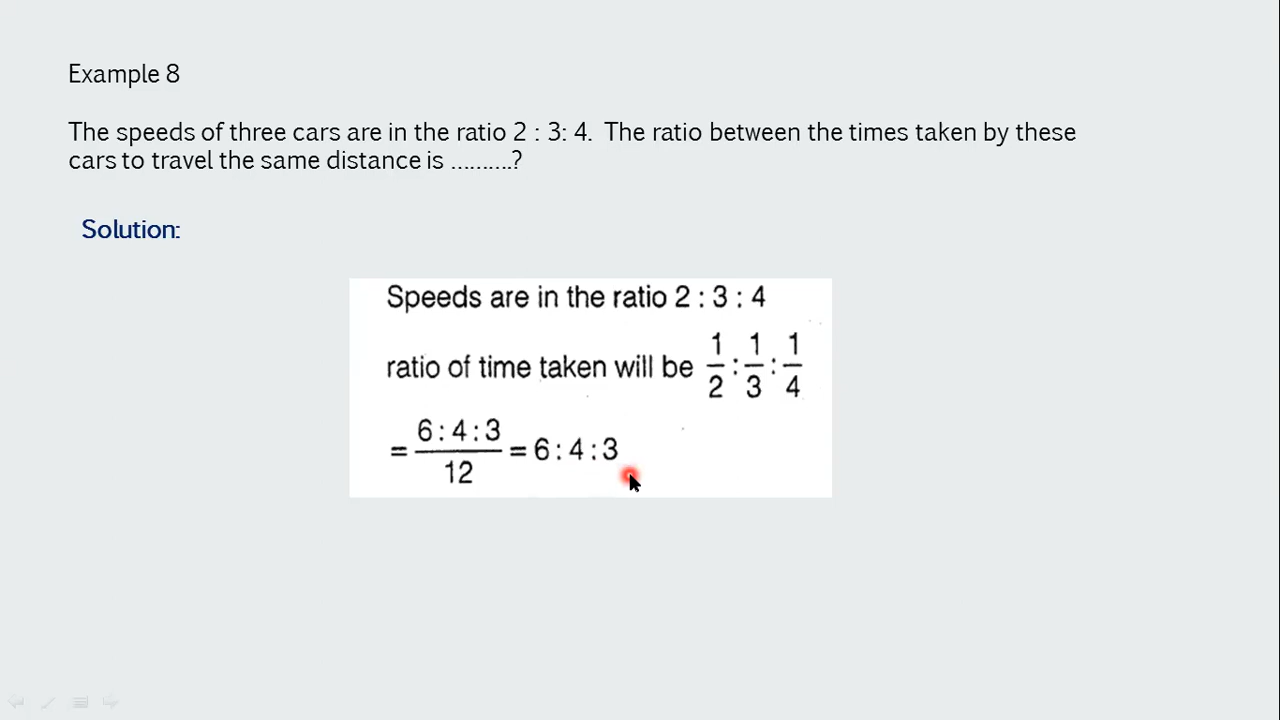 Example 8
The speeds of three cars are in the ratio 2 : 3: 4.  The ratio between the times taken by these
cars to travel the same distance is ..........?
Solution:
Speeds are in the ratio 2 : 3 : 4
ratio of time taken will be 1/2 : 1/3 : 1/4
= 6 : 4 : 3 / 12 = 6 : 4 : 3